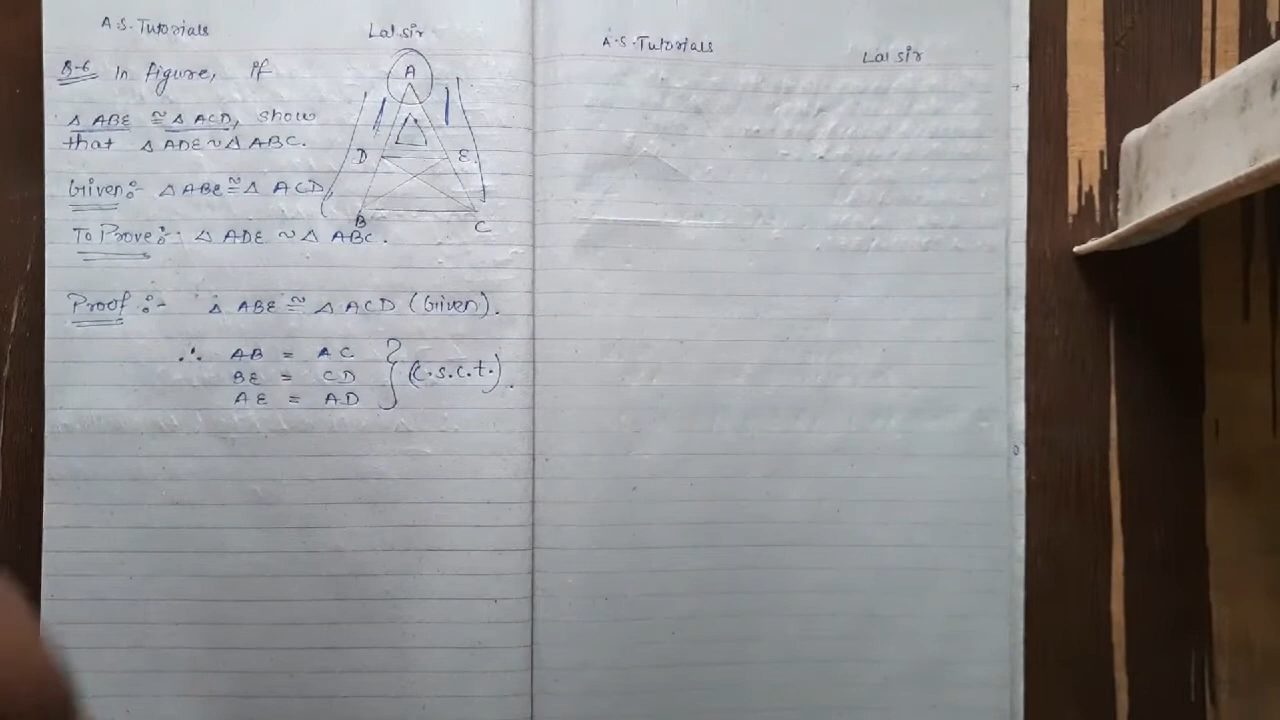 A.S. Tutorials
Lal sir
Q-6 In figure, if
△ ABE ≅ △ ACD, show
that △ ADE ~ △ ABC.
A
D
E
B
C
Given :- △ ABE ≅ △ ACD,
To Prove :- △ ADE ~ △ ABC.
Proof :- △ ABE ≅ △ ACD (Given).
∴ AB = AC
BE = CD
AE = AD
} (C.S.C.t.).
A.S. Tutorials
Lal sir